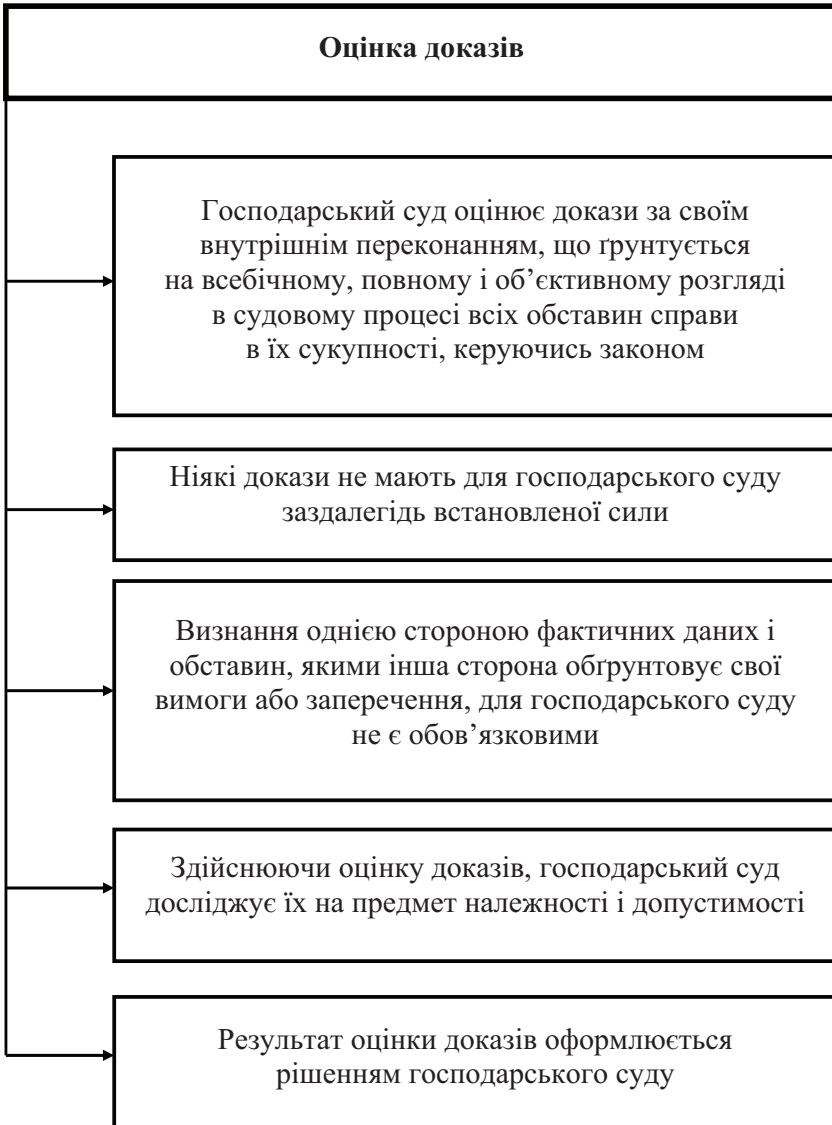 Оцінка доказів
Господарський суд оцінює докази за своїм
внутрішнім переконанням, що ґрунтується
на всебічному, повному і об’єктивному розгляді
в судовому процесі всіх обставин справи
в їх сукупності, керуючись законом
Ніякі докази не мають для господарського суду
заздалегідь встановленої сили
Визнання однією стороною фактичних даних і
обставин, якими інша сторона обґрунтовує свої
вимоги або заперечення, для господарського суду
не є обов’язковими
Здійснюючи оцінку доказів, господарський суд
досліджує їх на предмет належності і допустимості
Результат оцінки доказів оформлюється
рішенням господарського суду